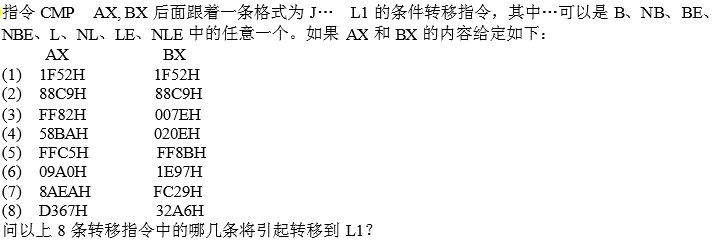 指令 CMP AX, BX 后面跟着一条格式为 J… L1 的条件转移指令，其中…可以是 B、NB、BE、
NBE、L、NL、LE、NLE 中的任意一个。如果 AX 和 BX 的内容给定如下：
AX BX
(1) 1F52H 1F52H
(2) 88C9H 88C9H
(3) FF82H 007EH
(4) 58BAH 020EH
(5) FFC5H FF8BH
(6) 09A0H 1E97H
(7) 8AEAH FC29H
(8) D367H 32A6H
问以上 8 条转移指令中的哪几条将引起转移到 L1？